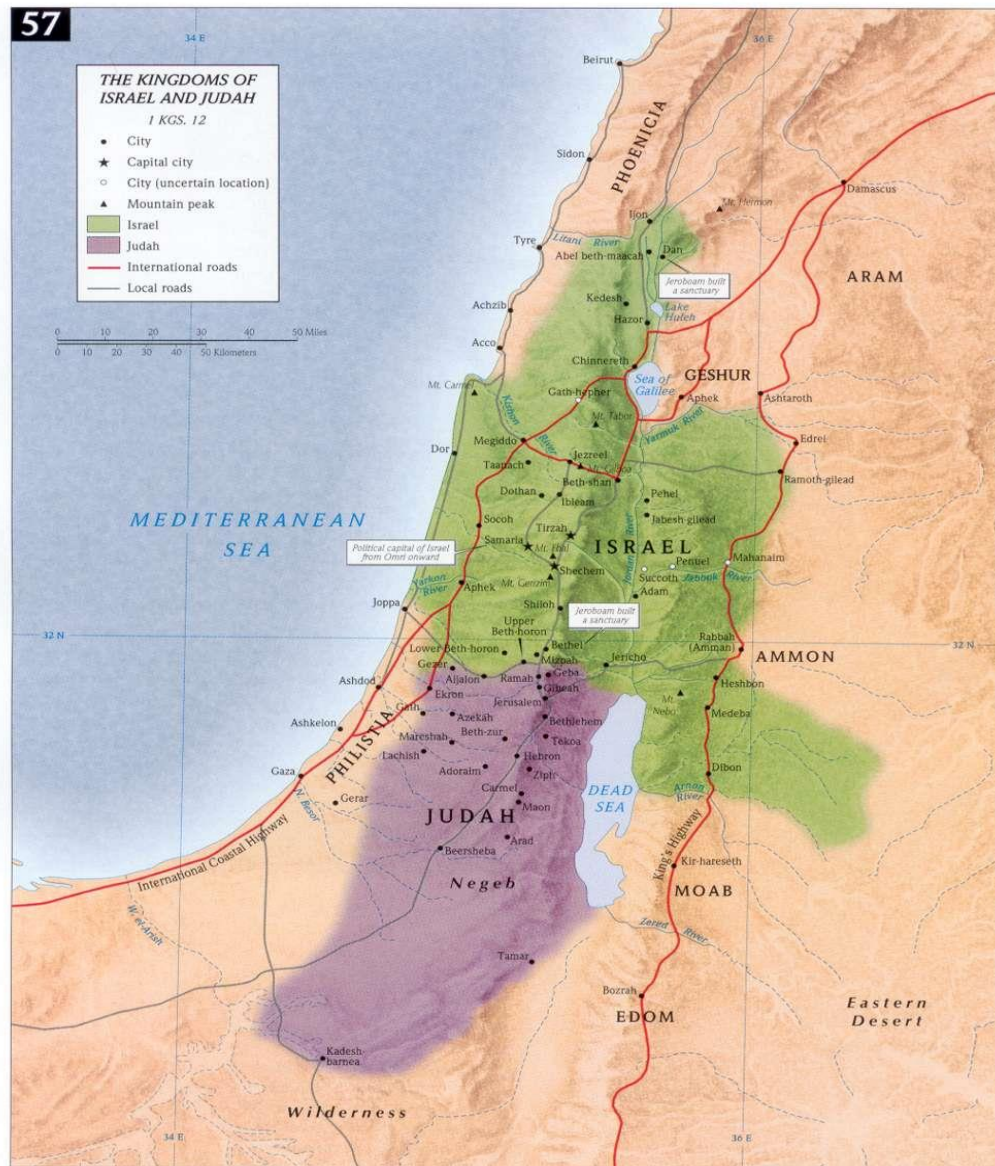 57
34 E
36 E
THE KINGDOMS OF
ISRAEL AND JUDAH
1 KGS. 12
City
Capital city
City (uncertain location)
Mountain peak
Israel
Judah
International roads
Local roads
0 10 20 30 40 50 Miles
0 10 20 30 40 50 Kilometers
Beirut
Sidon
PHOENICIA
Damascus
Mt. Hermon
Ijon
Tyre
Litani River
Abel beth-maacah
Dan
Jeroboam built
a sanctuary
ARAM
Kedesh
Lake
Huleh
Achzib
Hazor
Acco
Chinnereth
Sea of
Galilee
GESHUR
Mt. Carmel
Gath-hepher
Aphek
Ashtaroth
Kishon
River
Mt. Tabor
Yarmuk River
Megiddo
Edrei
Dor
Jezreel
Taanach
Mt. Gilboa
Ramoth-gilead
Beth-shan
Dothan
Ibleam
Pehel
Jabesh-gilead
MEDITERRANEAN
SEA
Socoh
Tirzah
Samaria
ISRAEL
Political capital of Israel
from Omri onward
Mt. Ebal
Jordan River
Mahanaim
Shechem
Penuel
Mt. Gerizim
Succoth
Jabbok River
Yarkon
River
Aphek
Adam
Joppa
Shiloh
Jeroboam built
a sanctuary
32 N
Upper
Beth-horon
32 N
Lower Beth-horon
Bethel
Rabbah
(Amman)
AMMON
Mizpah
Jericho
Gezer
Geba
Aijalon
Ramah
Heshbon
Ashdod
Gibeah
Ekron
Mt.
Nebo
Jerusalem
Gath
Medeba
Azekah
Bethlehem
Ashkelon
Beth-zur
Tekoa
PHILISTIA
Mareshah
Lachish
Hebron
Gaza
Adoraim
Ziph
Dibon
DEAD
SEA
Arnon
River
N. Besor
Gerar
Carmel
Maon
JUDAH
Arad
King's Highway
International Coastal Highway
Beersheba
Kir-hareseth
Negeb
MOAB
W. el-Arish
Zered River
Tamar
Bozrah
EDOM
Eastern
Desert
Kadesh-
barnea
Wilderness
34 E
36 E